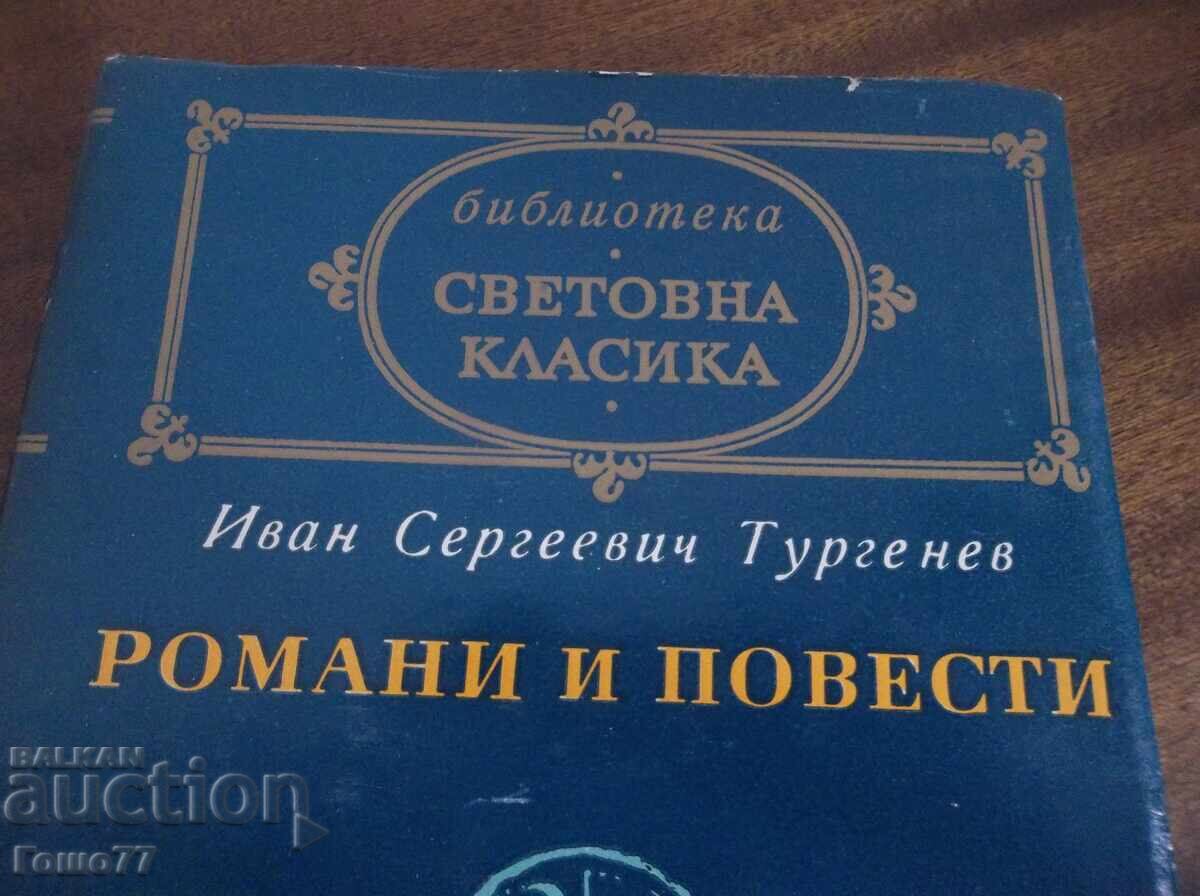 библиотека
СВЕТОВНА
КЛАСИКА
Иван Сергеевич Тургенев
РОМАНИ И ПОВЕСТИ
BALKAN
auction
Гошо77